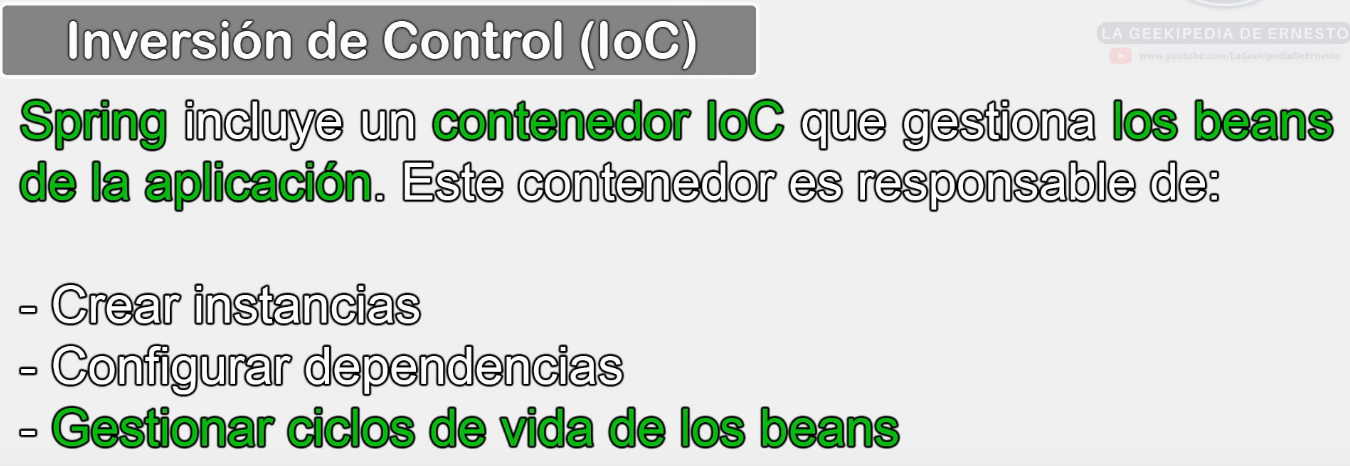 Inversión de Control (IoC)
LA GEEKIPEDIA DE ERNESTO
www.youtube.com/LaGeekipediaDeErnesto
Spring incluye un contenedor IoC que gestiona los beans
de la aplicación. Este contenedor es responsable de:
- Crear instancias
- Configurar dependencias
- Gestionar ciclos de vida de los beans